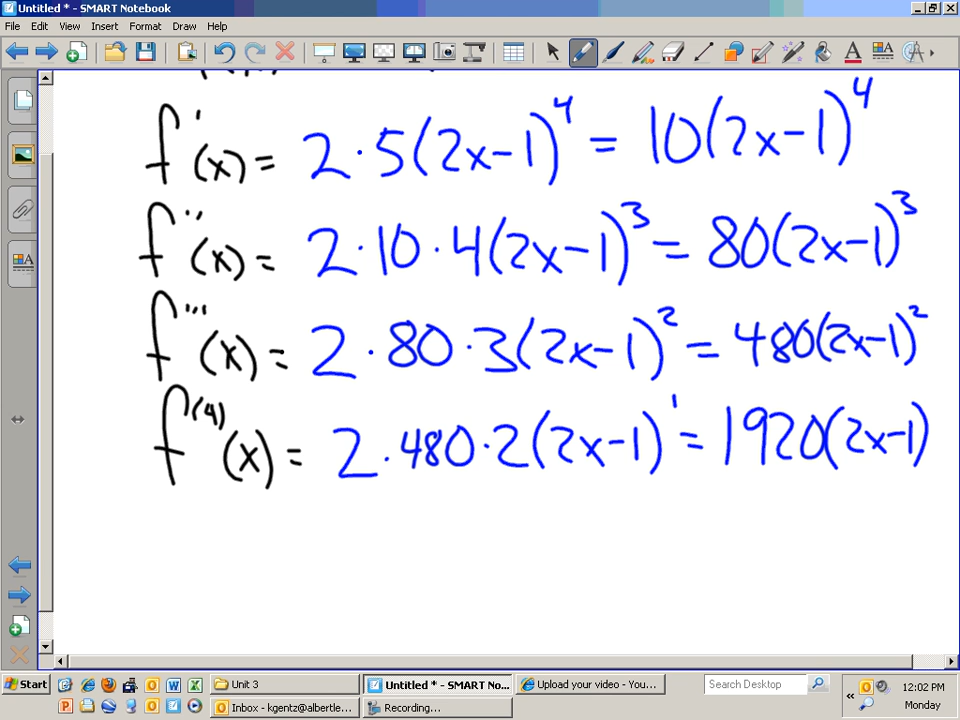 Untitled * - SMART Notebook
File Edit View Insert Format Draw Help
f'(x) = 2·5(2x-1)^4 = 10(2x-1)^4
f''(x) = 2·10·4(2x-1)^3 = 80(2x-1)^3
f'''(x) = 2·80·3(2x-1)^2 = 480(2x-1)^2
f^(4)(x) = 2·480·2(2x-1)^1 = 1920(2x-1)
Start Unit 3 Untitled * - SMART No... Upload your video - You... Search Desktop 12:02 PM
Inbox - kgentz@albertle... Recording... Monday